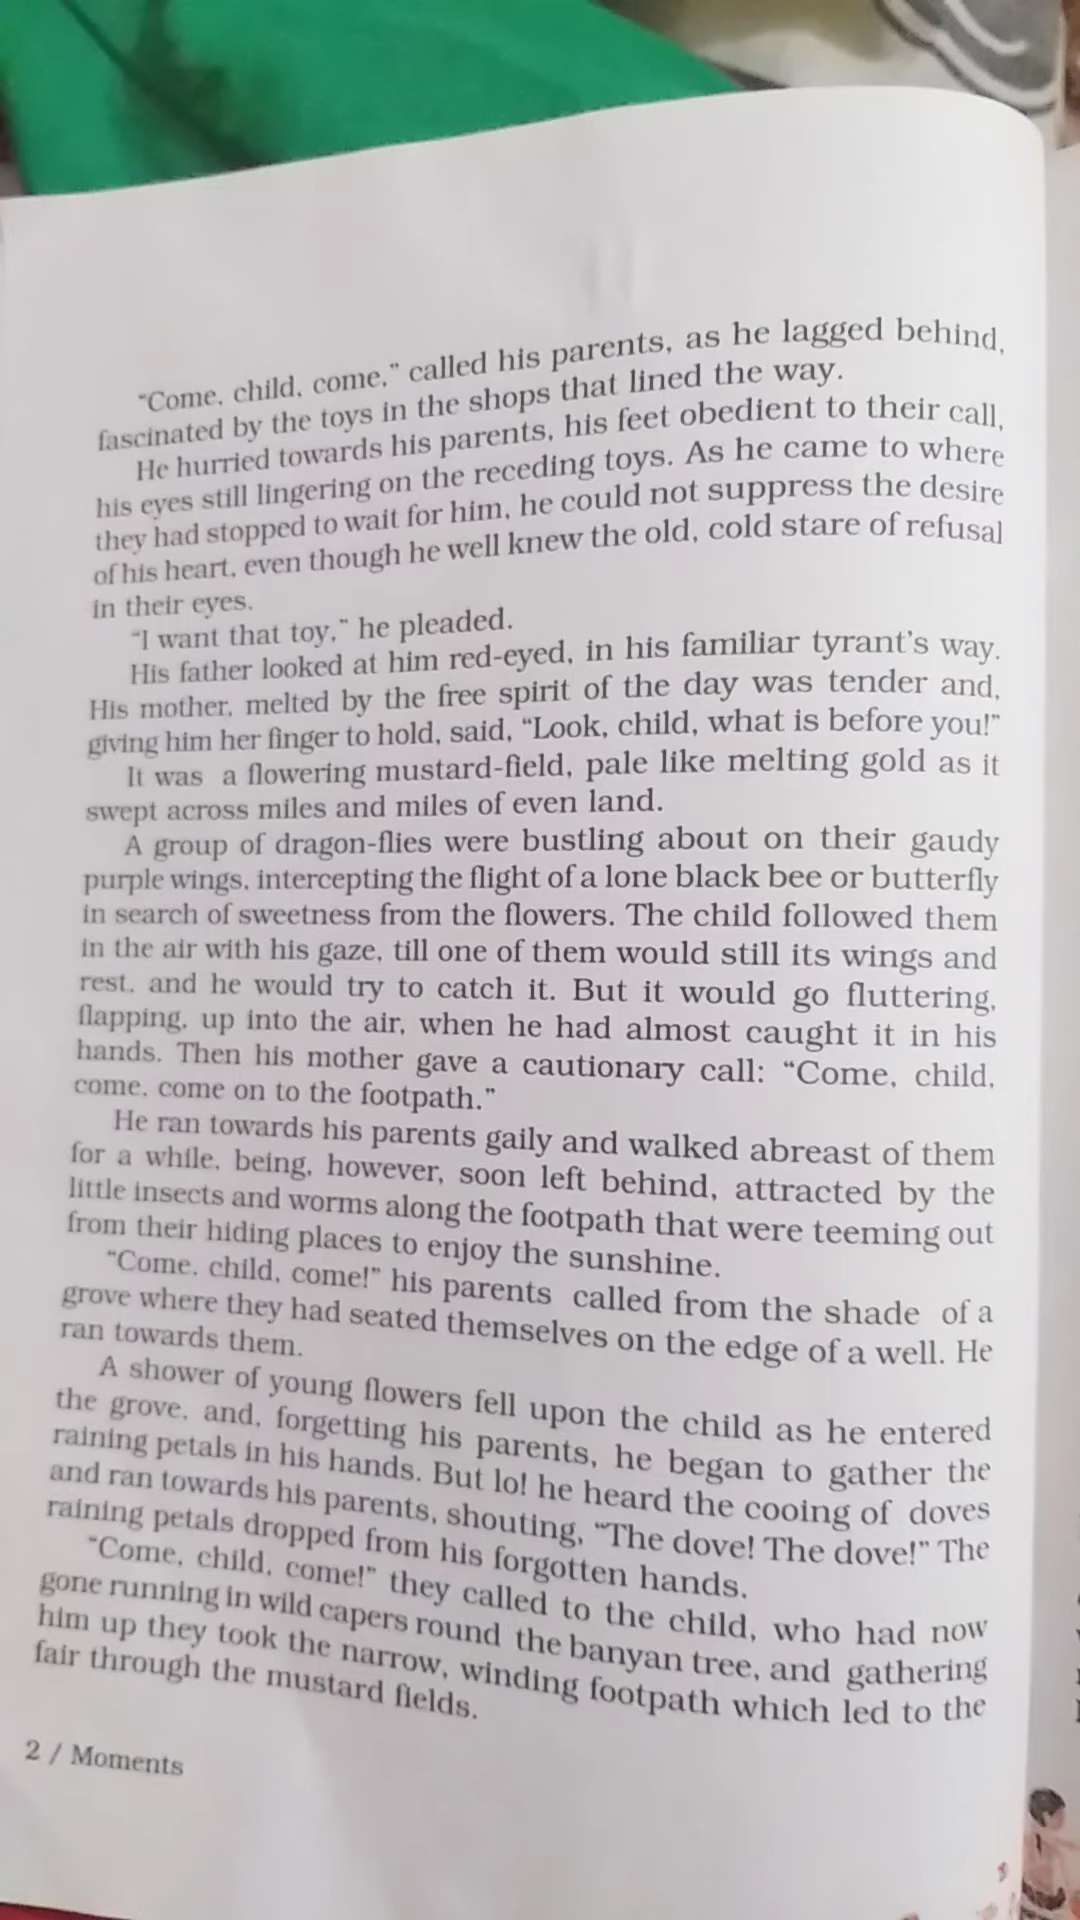 "Come, child, come," called his parents, as he lagged behind,
fascinated by the toys in the shops that lined the way.
He hurried towards his parents, his feet obedient to their call,
his eyes still lingering on the receding toys. As he came to where
they had stopped to wait for him, he could not suppress the desire
of his heart, even though he well knew the old, cold stare of refusal
in their eyes.
"I want that toy," he pleaded.
His father looked at him red-eyed, in his familiar tyrant's way.
His mother, melted by the free spirit of the day was tender and,
giving him her finger to hold, said, "Look, child, what is before you!"
It was a flowering mustard-field, pale like melting gold as it
swept across miles and miles of even land.
A group of dragon-flies were bustling about on their gaudy
purple wings, intercepting the flight of a lone black bee or butterfly
in search of sweetness from the flowers. The child followed them
in the air with his gaze, till one of them would still its wings and
rest, and he would try to catch it. But it would go fluttering,
flapping, up into the air, when he had almost caught it in his
hands. Then his mother gave a cautionary call: "Come, child,
come, come on to the footpath."
He ran towards his parents gaily and walked abreast of them
for a while, being, however, soon left behind, attracted by the
little insects and worms along the footpath that were teeming out
from their hiding places to enjoy the sunshine.
"Come, child, come!" his parents called from the shade of a
grove where they had seated themselves on the edge of a well. He
ran towards them.
A shower of young flowers fell upon the child as he entered
the grove, and, forgetting his parents, he began to gather the
raining petals in his hands. But lo! he heard the cooing of doves
and ran towards his parents, shouting, "The dove! The dove!" The
raining petals dropped from his forgotten hands.
"Come, child, come!" they called to the child, who had now
gone running in wild capers round the banyan tree, and gathering
him up they took the narrow, winding footpath which led to the
fair through the mustard fields.
2 / Moments